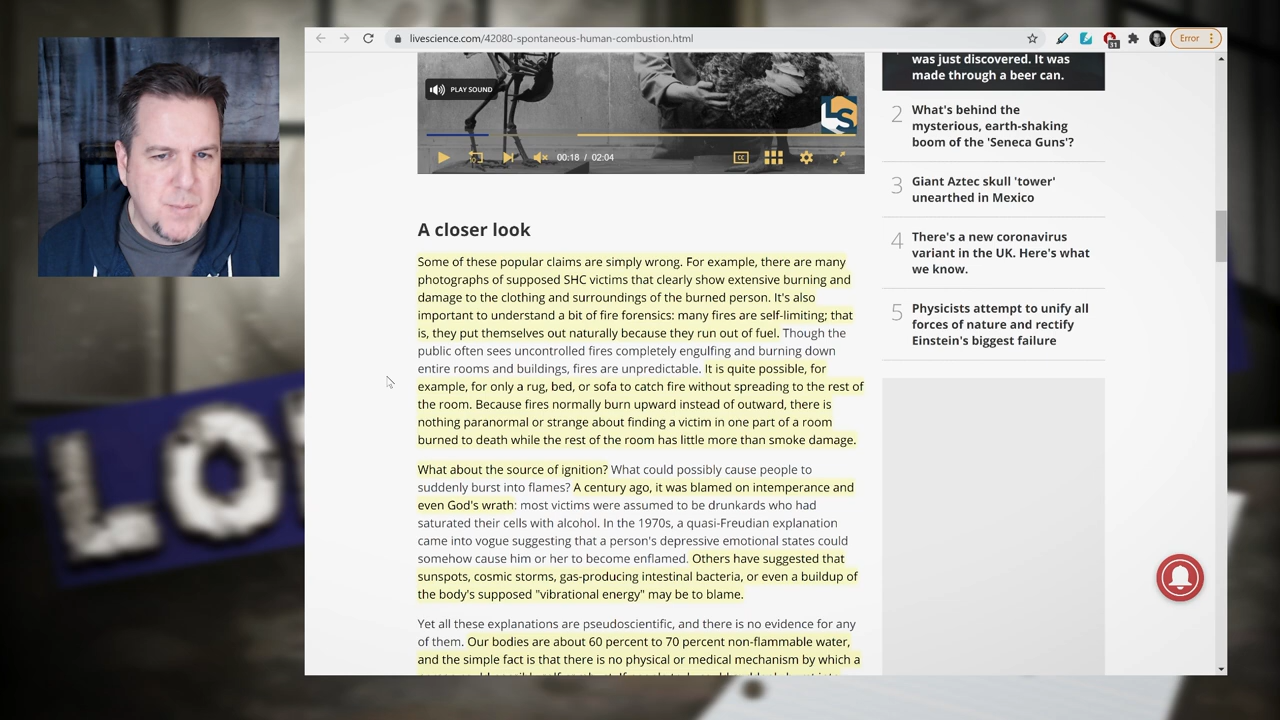 livescience.com/42080-spontaneous-human-combustion.html
31
Error
PLAY SOUND
LS
00:18 / 02:04
CC
A closer look
Some of these popular claims are simply wrong. For example, there are many
photographs of supposed SHC victims that clearly show extensive burning and
damage to the clothing and surroundings of the burned person. It's also
important to understand a bit of fire forensics: many fires are self-limiting; that
is, they put themselves out naturally because they run out of fuel. Though the
public often sees uncontrolled fires completely engulfing and burning down
entire rooms and buildings, fires are unpredictable. It is quite possible, for
example, for only a rug, bed, or sofa to catch fire without spreading to the rest of
the room. Because fires normally burn upward instead of outward, there is
nothing paranormal or strange about finding a victim in one part of a room
burned to death while the rest of the room has little more than smoke damage.
What about the source of ignition? What could possibly cause people to
suddenly burst into flames? A century ago, it was blamed on intemperance and
even God's wrath: most victims were assumed to be drunkards who had
saturated their cells with alcohol. In the 1970s, a quasi-Freudian explanation
came into vogue suggesting that a person's depressive emotional states could
somehow cause him or her to become enflamed. Others have suggested that
sunspots, cosmic storms, gas-producing intestinal bacteria, or even a buildup of
the body's supposed "vibrational energy" may be to blame.
Yet all these explanations are pseudoscientific, and there is no evidence for any
of them. Our bodies are about 60 percent to 70 percent non-flammable water,
and the simple fact is that there is no physical or medical mechanism by which a
was just discovered. It was
made through a beer can.
2
What's behind the
mysterious, earth-shaking
boom of the 'Seneca Guns'?
3
Giant Aztec skull 'tower'
unearthed in Mexico
4
There's a new coronavirus
variant in the UK. Here's what
we know.
5
Physicists attempt to unify all
forces of nature and rectify
Einstein's biggest failure